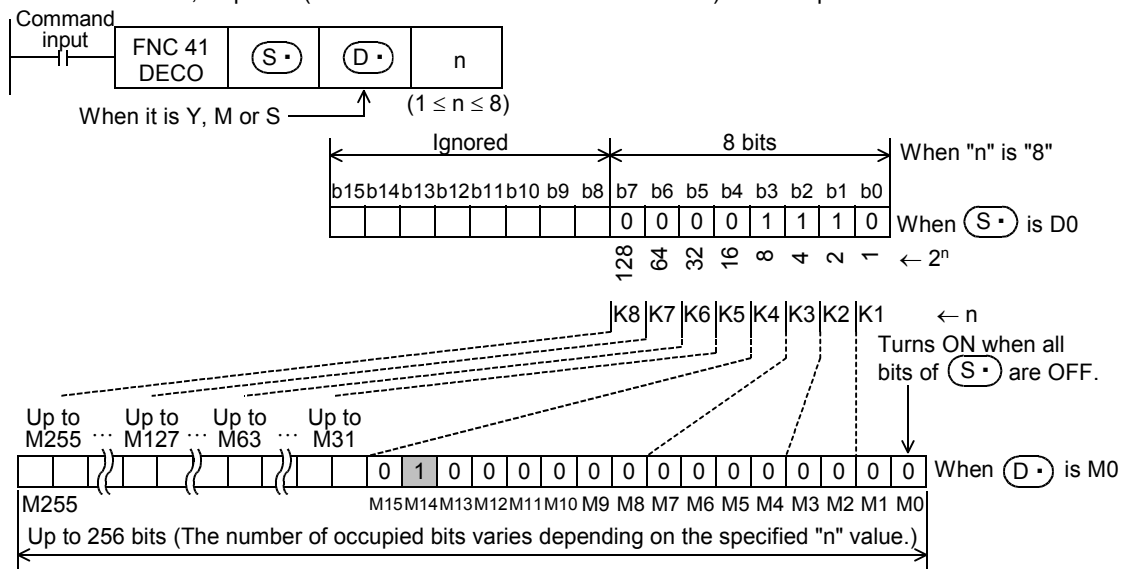 Command
input
FNC 41
DECO
S・
D・
n
When it is Y, M or S
(1 ≤ n ≤ 8)
Ignored
8 bits
When "n" is "8"
b15 b14 b13 b12 b11 b10 b9 b8 b7 b6 b5 b4 b3 b2 b1 b0
0 0 0 0 1 1 1 0 When S・ is D0
128 64 32 16 8 4 2 1 ← 2ⁿ
K8 K7 K6 K5 K4 K3 K2 K1 ← n
Turns ON when all
bits of S・ are OFF.
Up to Up to Up to Up to
M255 ... M127 ... M63 ... M31
0 1 0 0 0 0 0 0 0 0 0 0 0 0 0 0 When D・ is M0
M255 M15 M14 M13 M12 M11 M10 M9 M8 M7 M6 M5 M4 M3 M2 M1 M0
Up to 256 bits (The number of occupied bits varies depending on the specified "n" value.)